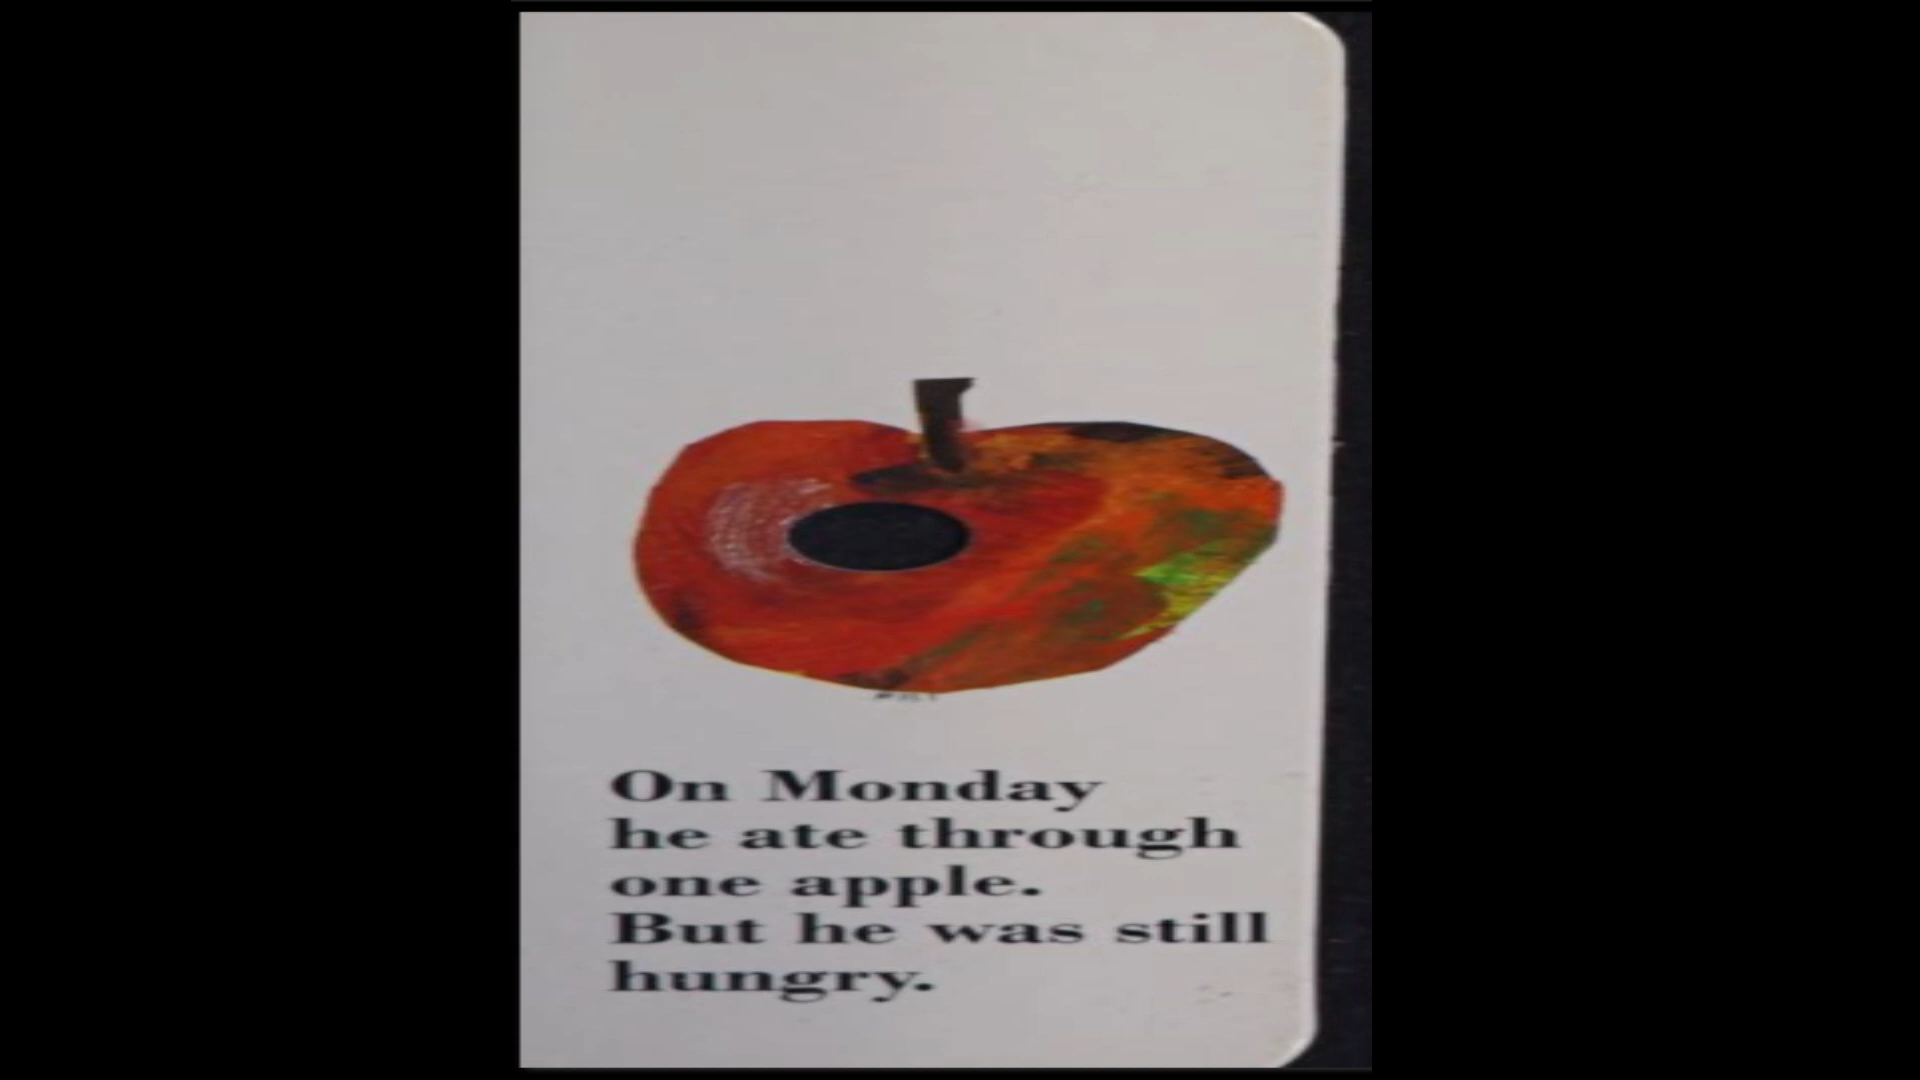 On Monday
he ate through
one apple.
But he was still
hungry.